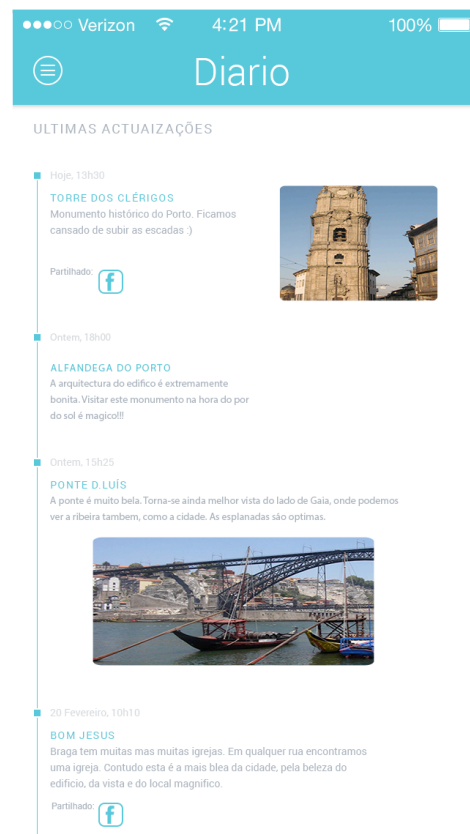 Verizon 4:21 PM 100%
Diario
ULTIMAS ACTUAIZAÇÕES
Hoje, 13h30
TORRE DOS CLÉRIGOS
Monumento histórico do Porto. Ficamos
cansado de subir as escadas :)
Partilhado: f
Ontem, 18h00
ALFANDEGA DO PORTO
A arquitectura do edifico é extremamente
bonita. Visitar este monumento na hora do por
do sol é magico!!!
Ontem, 15h25
PONTE D.LUÍS
A ponte é muito bela. Torna-se ainda melhor vista do lado de Gaia, onde podemos
ver a ribeira tambem, como a cidade. As esplanadas são optimas.
20 Fevereiro, 10h10
BOM JESUS
Braga tem muitas mas muitas igrejas. Em qualquer rua encontramos
uma igreja. Contudo esta é a mais blea da cidade, pela beleza do
edificio, da vista e do local magnifico.
Partilhado: f